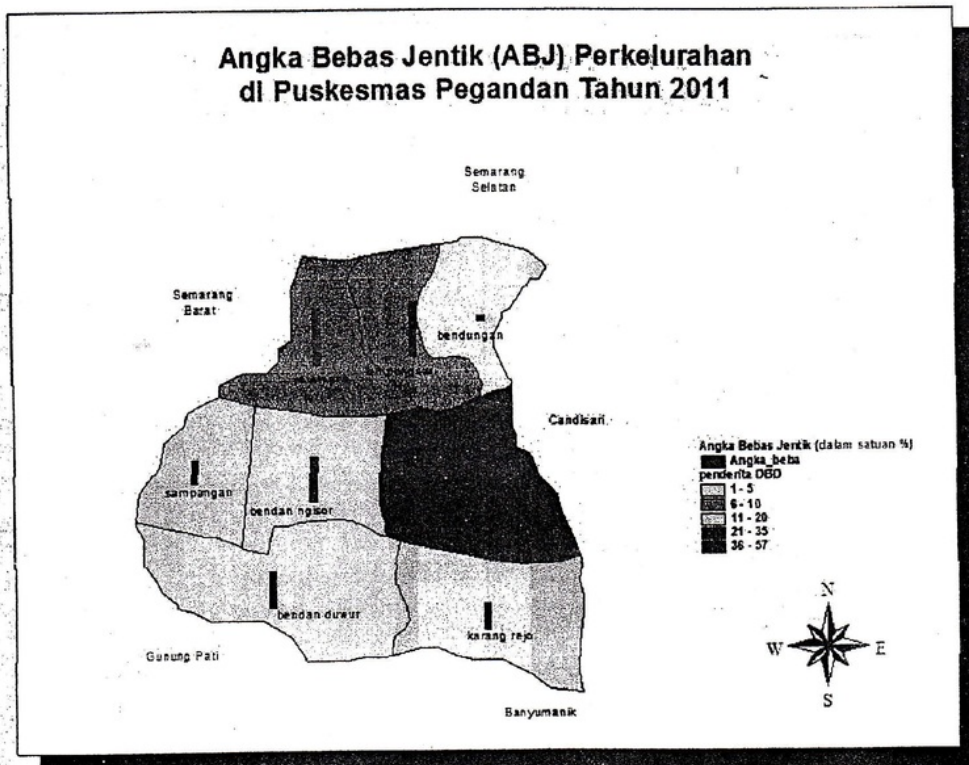 Angka Bebas Jentik (ABJ) Perkelurahan
di Puskesmas Pegandan Tahun 2011
Semarang
Selatan
Semarang
Barat
bendungan
Candisari
sampangan
bendan ngisor
bendan duwur
karang rejo
Gunung Pati
Banyumanik
Angka Bebas Jentik (dalam satuan %)
Angka_beba
penderita DBD
1 - 5
6 - 10
11 - 20
21 - 35
36 - 57
N
W
E
S